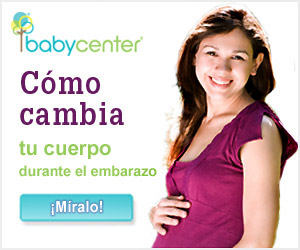 babycenter®
Cómo
cambia
tu cuerpo
durante el embarazo
¡Míralo!